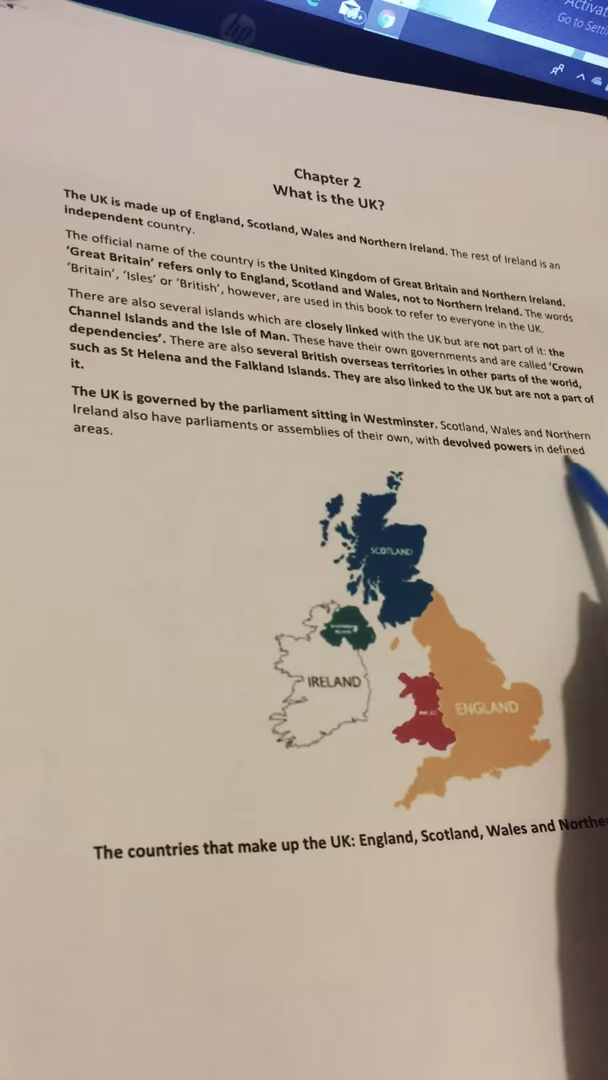 hp
Activat
Go to Setti
Chapter 2
What is the UK?
The UK is made up of England, Scotland, Wales and Northern Ireland. The rest of Ireland is an
independent country.
The official name of the country is the United Kingdom of Great Britain and Northern Ireland.
‘Great Britain’ refers only to England, Scotland and Wales, not to Northern Ireland. The words
‘Britain’, ‘Isles’ or ‘British’, however, are used in this book to refer to everyone in the UK.
There are also several islands which are closely linked with the UK but are not part of it: the
Channel Islands and the Isle of Man. These have their own governments and are called ‘Crown
dependencies’. There are also several British overseas territories in other parts of the world,
such as St Helena and the Falkland Islands. They are also linked to the UK but are not a part of
it.
The UK is governed by the parliament sitting in Westminster. Scotland, Wales and Northern
Ireland also have parliaments or assemblies of their own, with devolved powers in defined
areas.
SCOTLAND
IRELAND
WALES
ENGLAND
The countries that make up the UK: England, Scotland, Wales and Northe